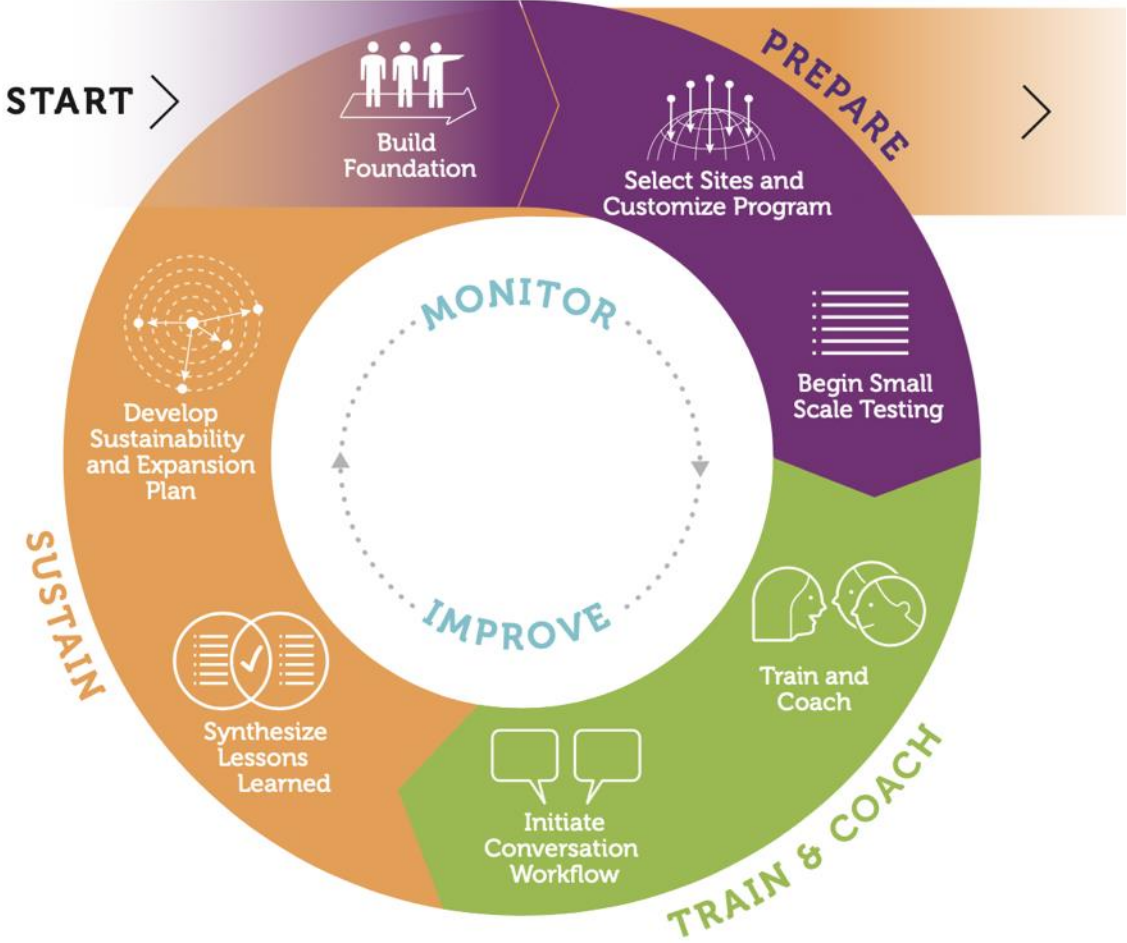 START
Build
Foundation
PREPARE
Select Sites and
Customize Program
Begin Small
Scale Testing
Train and
Coach
TRAIN & COACH
Initiate
Conversation
Workflow
Synthesize
Lessons
Learned
SUSTAIN
Develop
Sustainability
and Expansion
Plan
MONITOR
IMPROVE